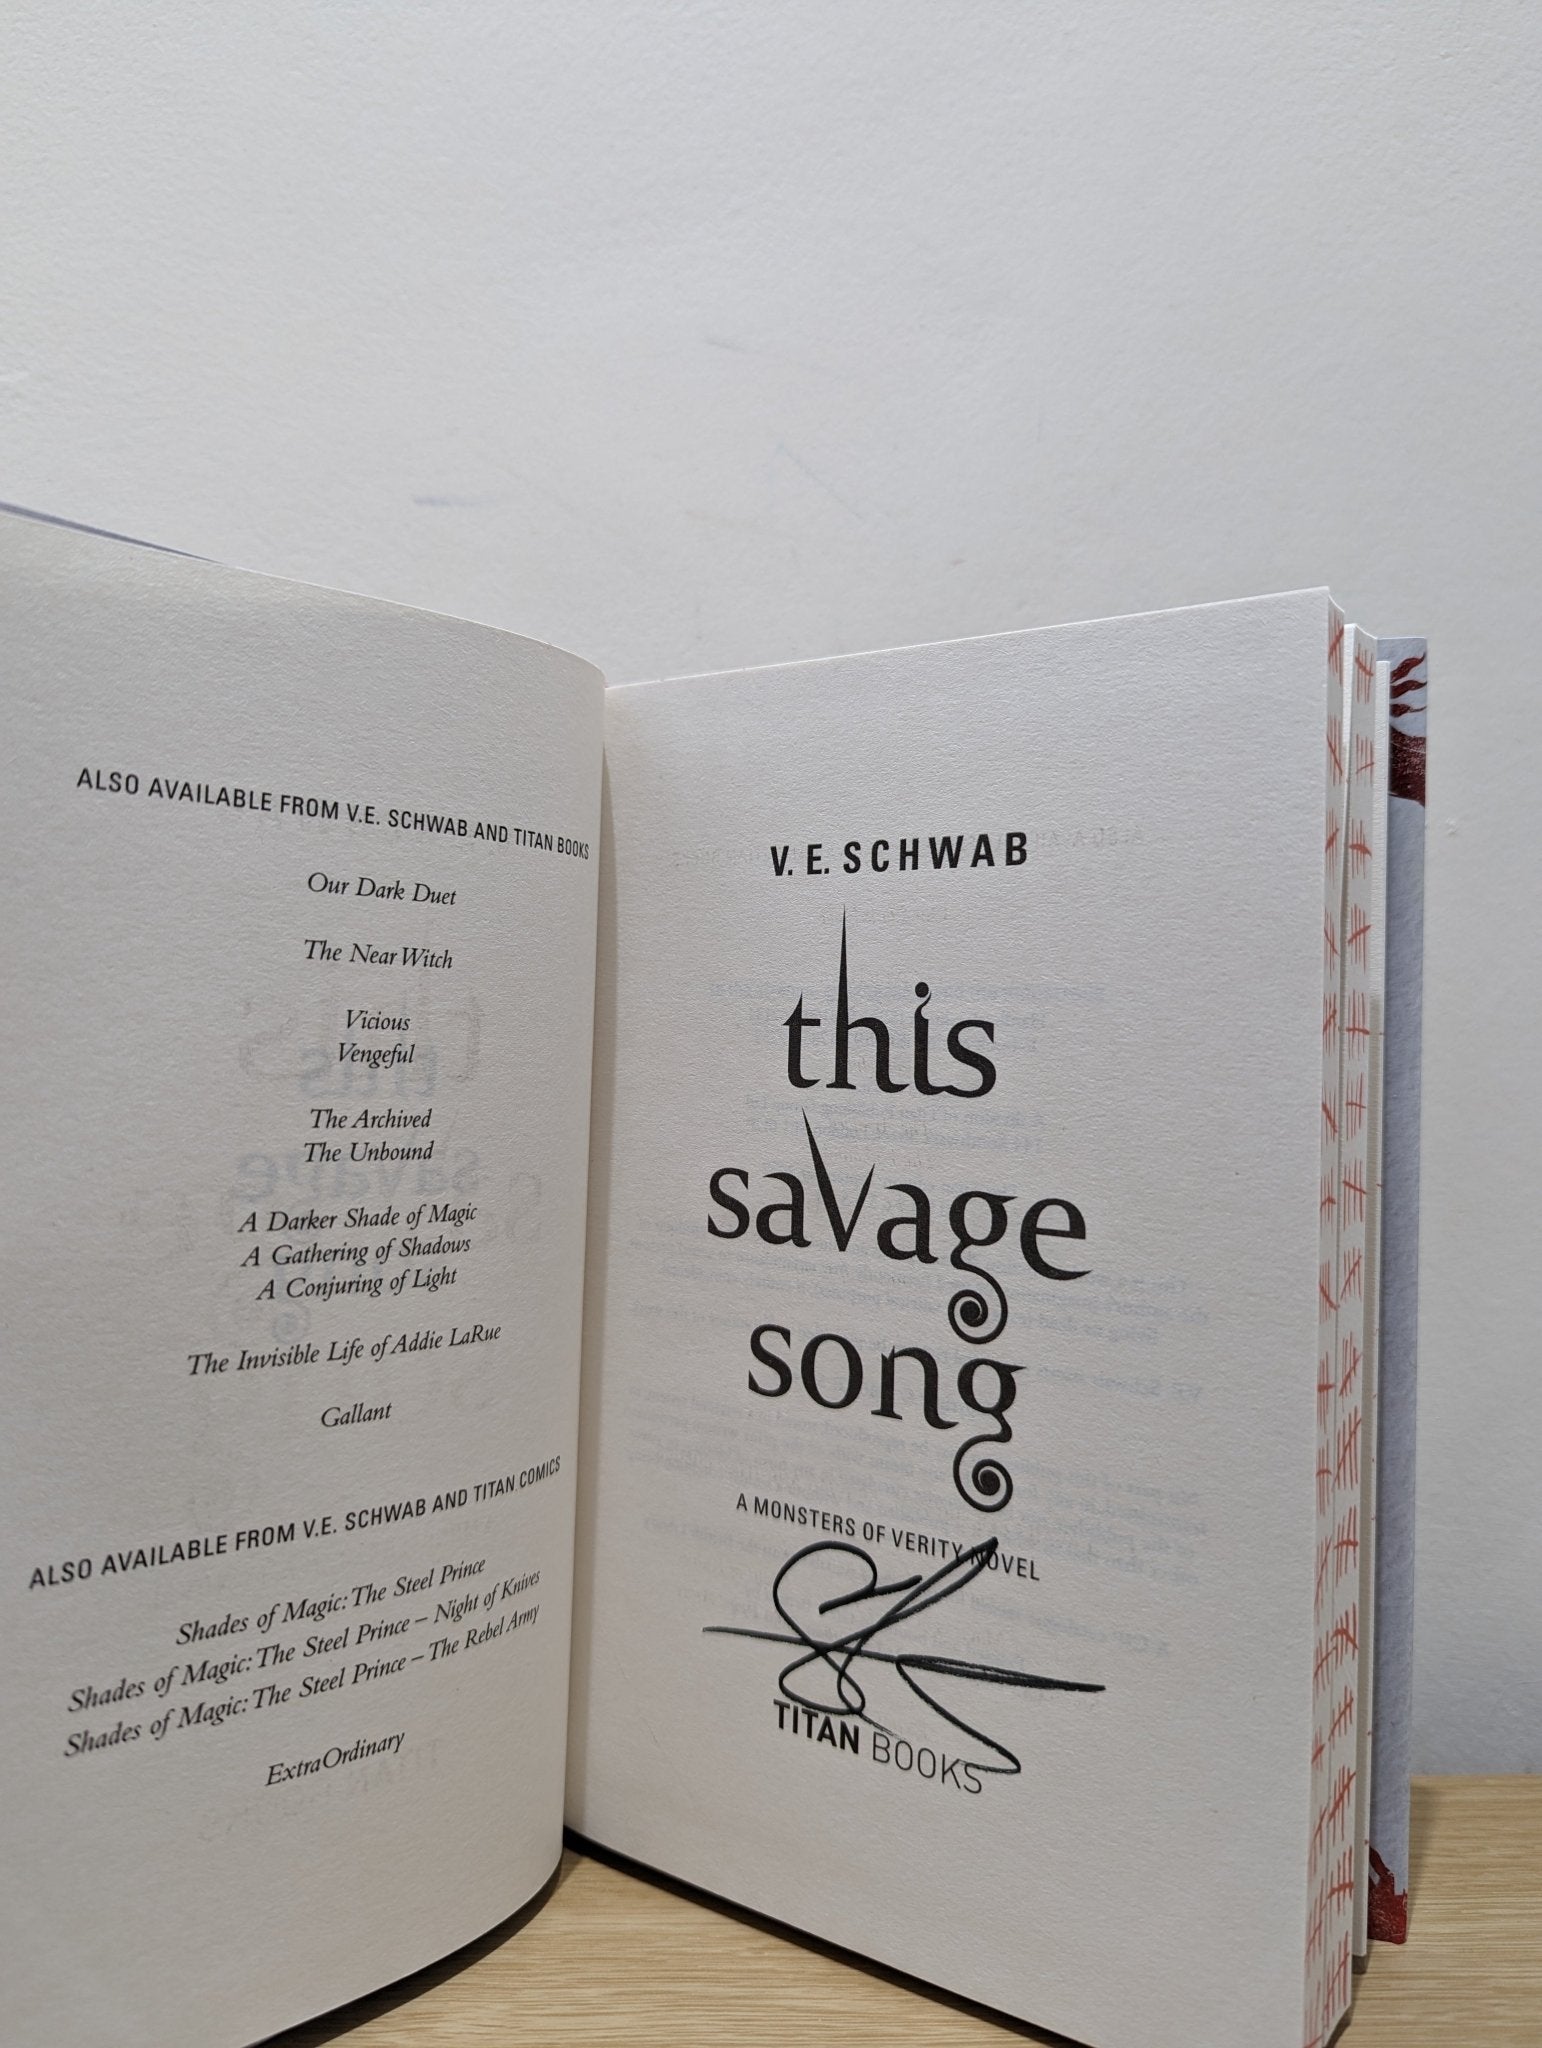 ALSO AVAILABLE FROM V.E. SCHWAB AND TITAN BOOKS
Our Dark Duet
The Near Witch
Vicious
Vengeful
The Archived
The Unbound
A Darker Shade of Magic
A Gathering of Shadows
A Conjuring of Light
The Invisible Life of Addie LaRue
Gallant
ALSO AVAILABLE FROM V.E. SCHWAB AND TITAN COMICS
Shades of Magic: The Steel Prince
Shades of Magic: The Steel Prince – Night of Knives
Shades of Magic: The Steel Prince – The Rebel Army
ExtraOrdinary
V. E. SCHWAB
this
savage
song
A MONSTERS OF VERITY NOVEL
TITAN BOOKS